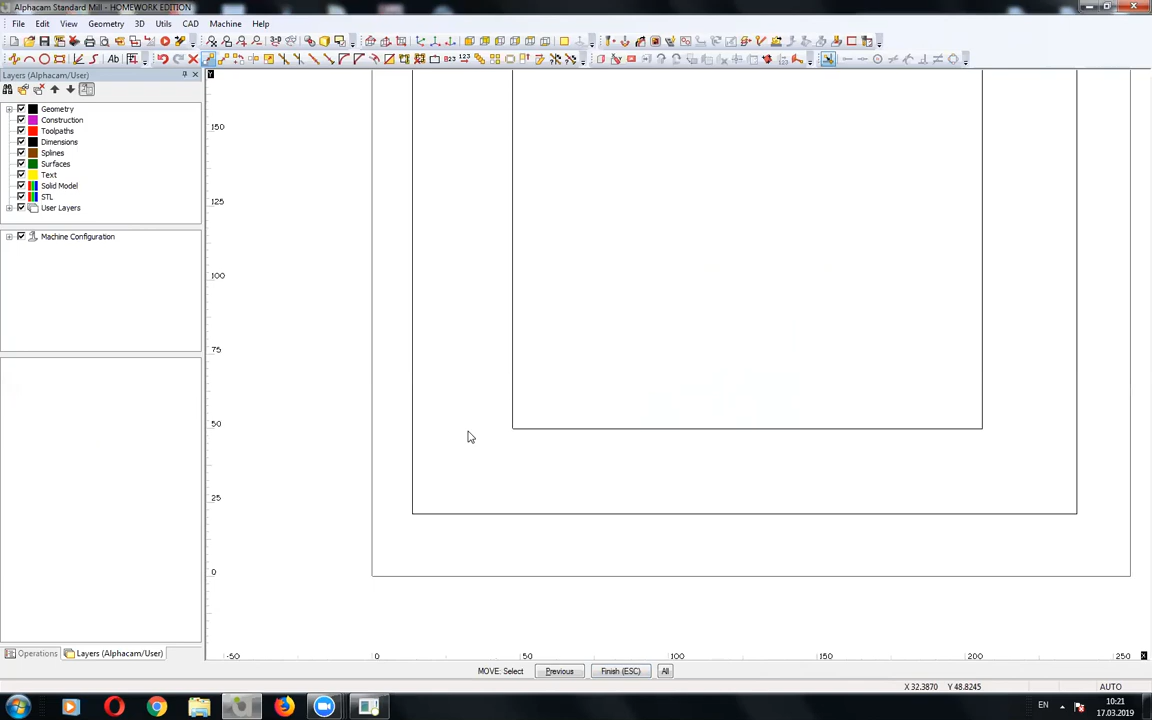 Alphacam Standard Mill - HOMEWORK EDITION
File Edit View Geometry 3D Utils CAD Machine Help
Layers (Alphacam/User)
Geometry
Construction
Toolpaths
Dimensions
Splines
Surfaces
Text
Solid Model
STL
User Layers
Machine Configuration
Operations
Layers (Alphacam/User)
Y
150
125
100
75
50
25
0
-50 0 50 100 150 200 250 X
MOVE: Select Previous Finish (ESC) All
X 32.3870 Y 48.8245 AUTO
EN 10:21
17.03.2019